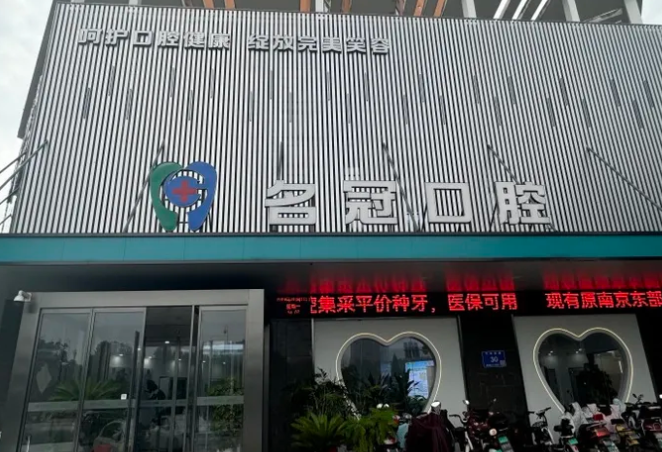 呵护口腔健康 绽放完美笑容
名冠口腔
集采平价种牙，医保可用 现有原南京东部
30